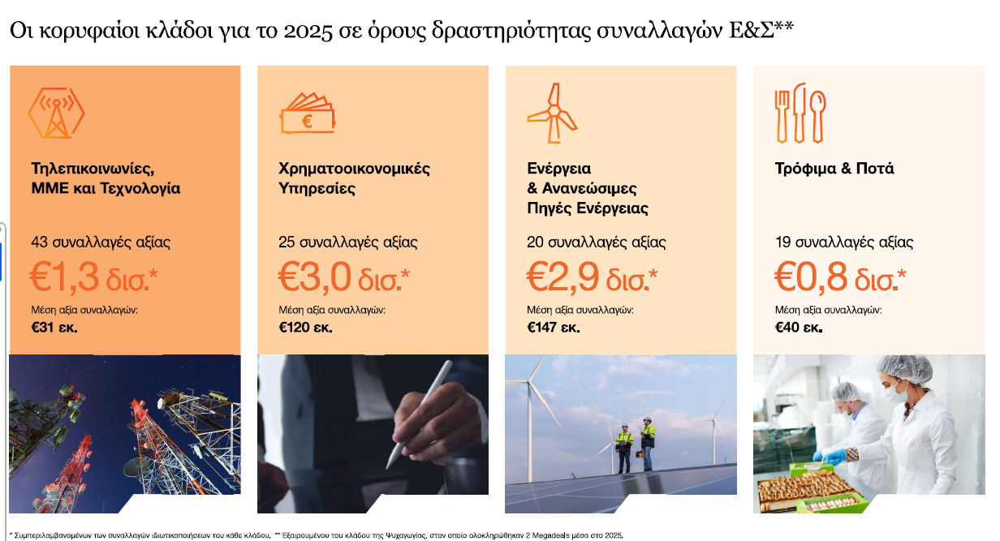 Οι κορυφαίοι κλάδοι για το 2025 σε όρους δραστηριότητας συναλλαγών Ε&Σ**
Τηλεπικοινωνίες,
ΜΜΕ και Τεχνολογία
43 συναλλαγές αξίας
€1,3 δισ.*
Μέση αξία συναλλαγών:
€31 εκ.
€
Χρηματοοικονομικές
Υπηρεσίες
25 συναλλαγές αξίας
€3,0 δισ.*
Μέση αξία συναλλαγών:
€120 εκ.
Ενέργεια
& Ανανεώσιμες
Πηγές Ενέργειας
20 συναλλαγές αξίας
€2,9 δισ.*
Μέση αξία συναλλαγών:
€147 εκ.
Τρόφιμα & Ποτά
19 συναλλαγές αξίας
€0,8 δισ.*
Μέση αξία συναλλαγών:
€40 εκ.
* Συμπεριλαμβανομένων των συναλλαγών ιδιωτικοποιήσεων του κάθε κλάδου, ** Εξαιρουμένου του κλάδου της Ψυχαγωγίας, στον οποίο ολοκληρώθηκαν 2 Megadeals μέσα στο 2025,